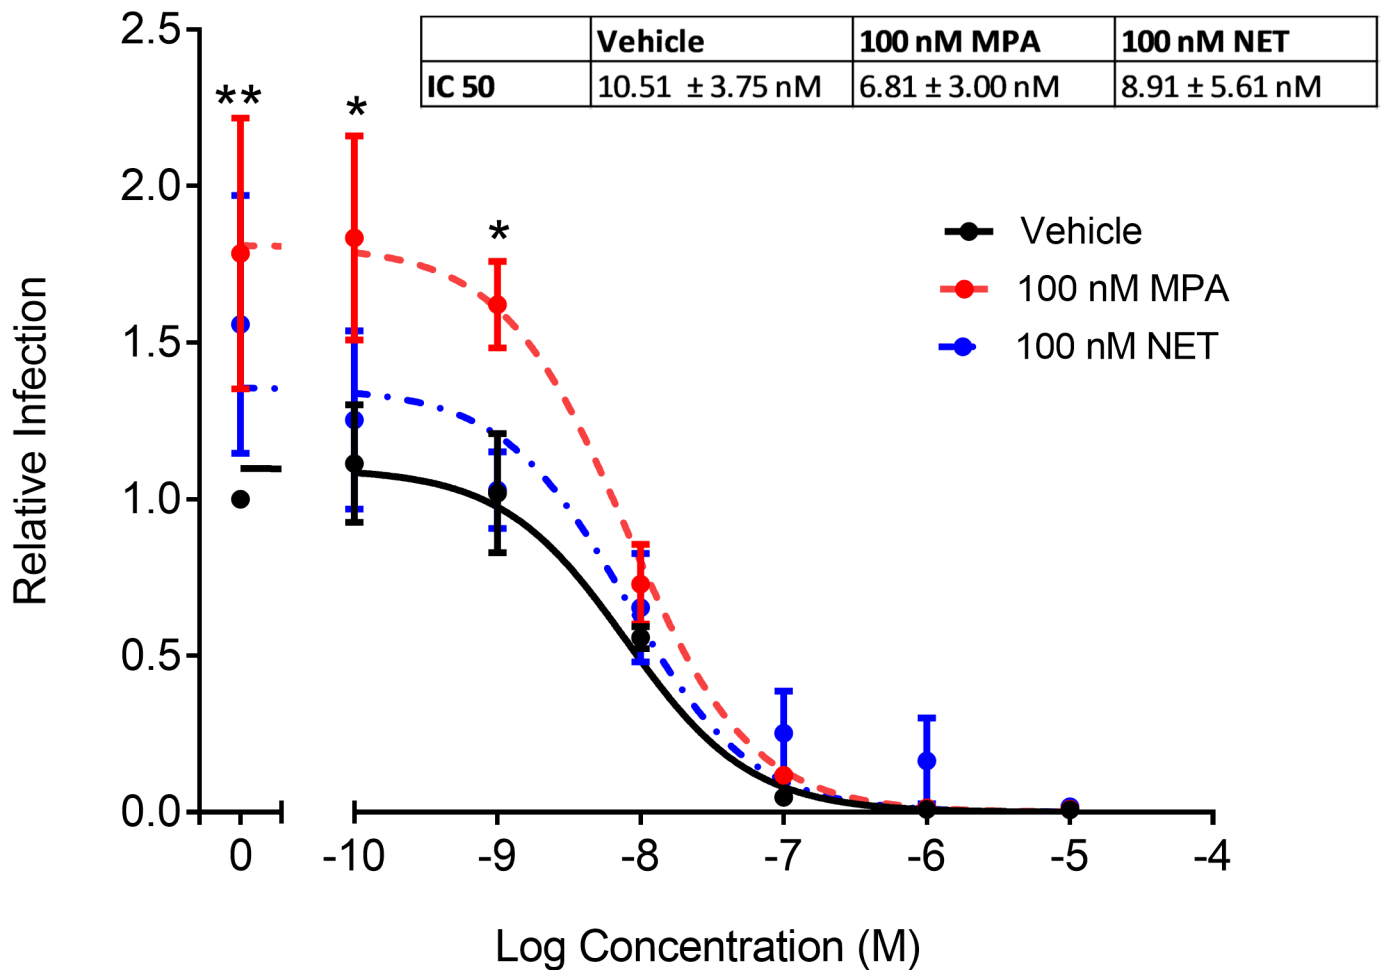 2.5
Vehicle 100 nM MPA 100 nM NET
IC 50 10.51 ± 3.75 nM 6.81 ± 3.00 nM 8.91 ± 5.61 nM
**
*
2.0
*
Vehicle
100 nM MPA
100 nM NET
1.5
Relative Infection
1.0
0.5
0.0
0 -10 -9 -8 -7 -6 -5 -4
Log Concentration (M)